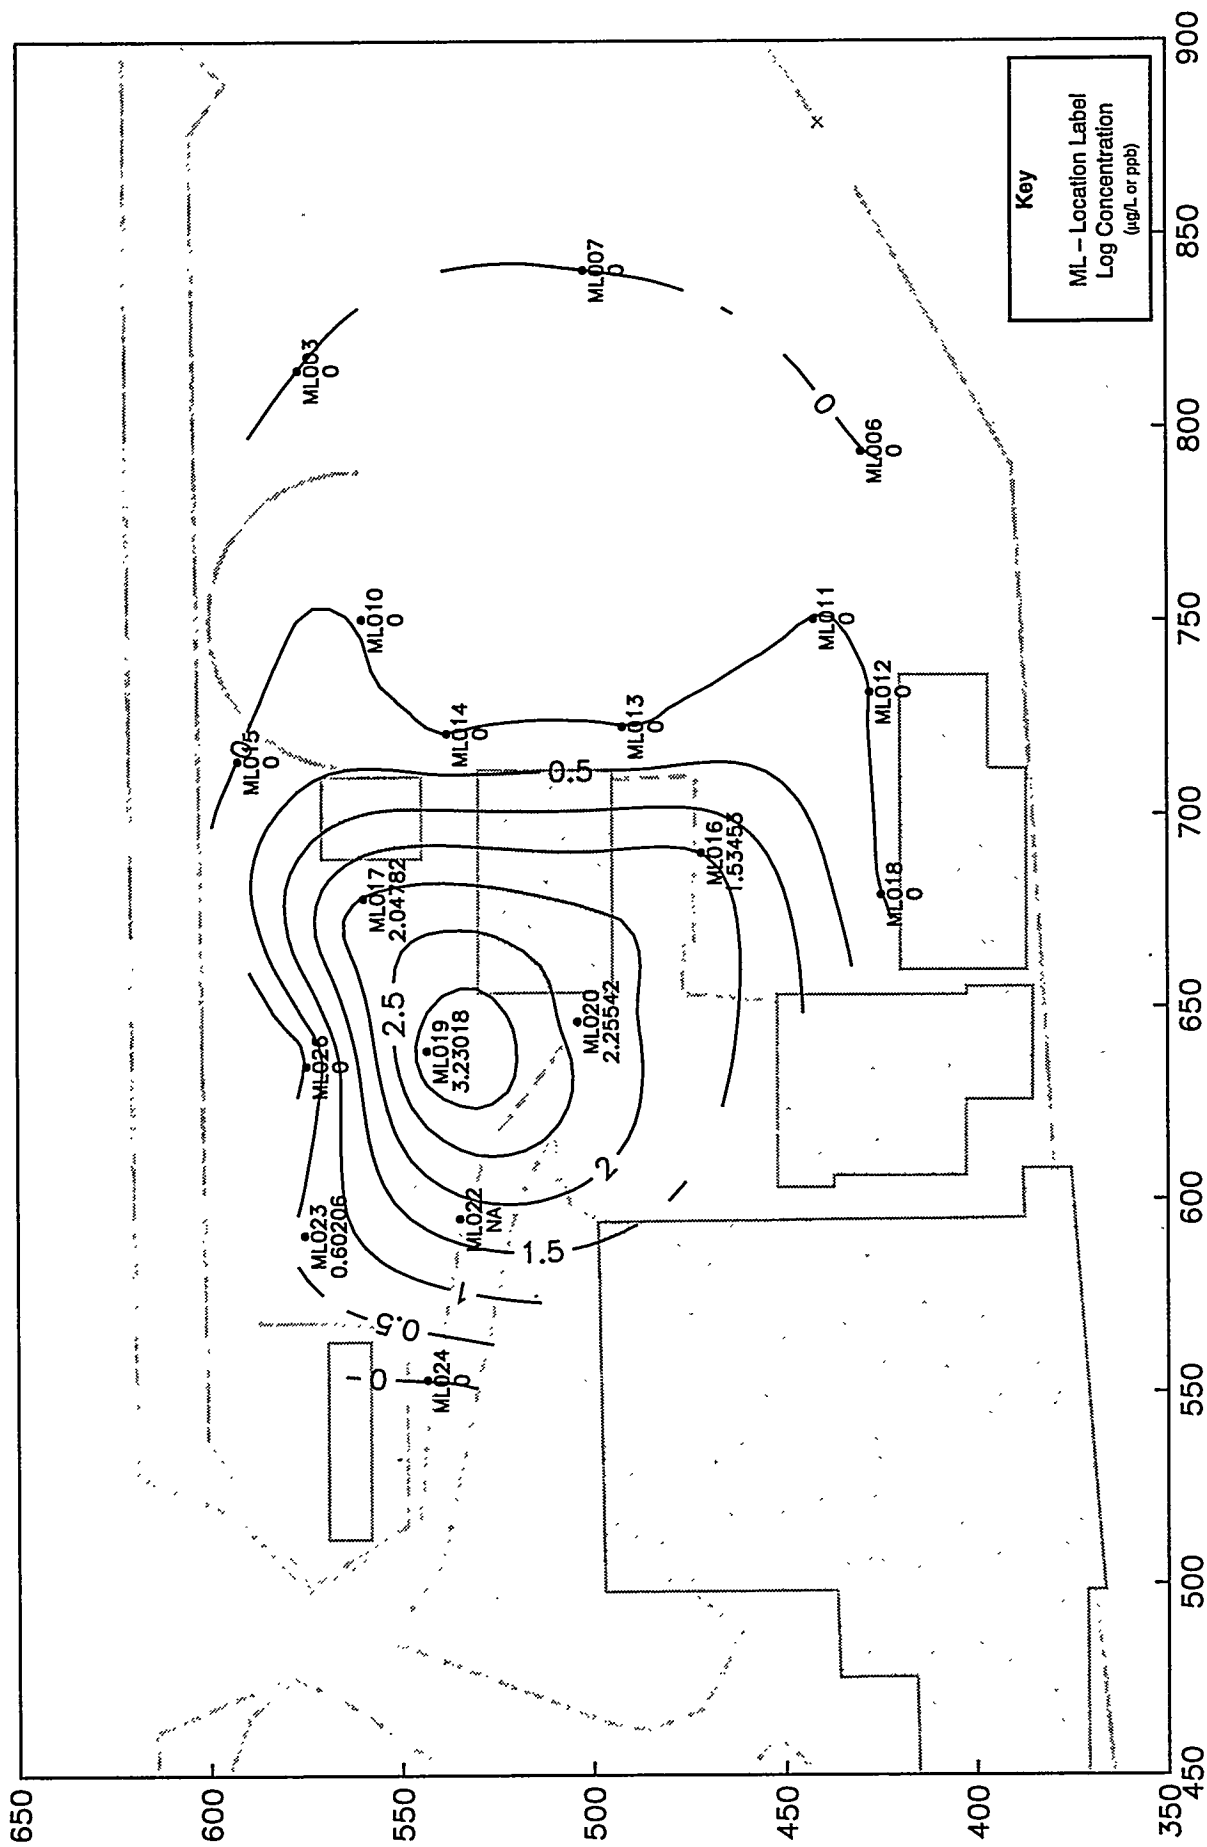 650
600
550
500
450
400
350
450
500
550
600
650
700
750
800
850
900
Key
ML – Location Label
Log Concentration
(µg/L or ppb)
ML003
0
ML007
0
0
ML006
0
ML010
0
ML011
0
ML012
0
ML013
0
ML014
0
0
ML015
0
0.5
ML016
1.53453
ML017
2.04782
ML018
0
2.5
ML019
3.23018
ML020
2.25542
ML026
0
2
ML022
NA
ML023
0.60206
1.5
1
0.5
0
ML024
0
x